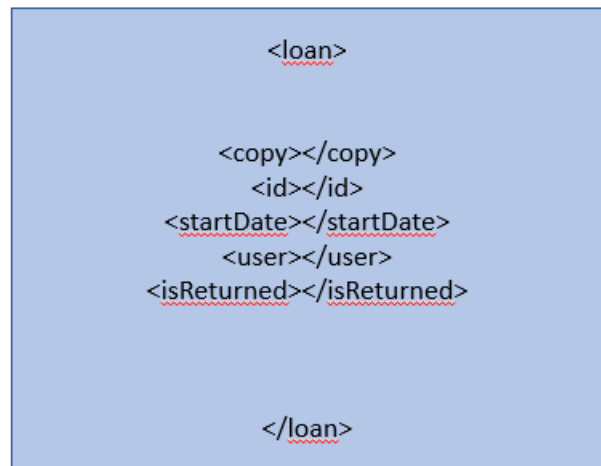 <loan>
<copy></copy>
<id></id>
<startDate></startDate>
<user></user>
<isReturned></isReturned>
</loan>